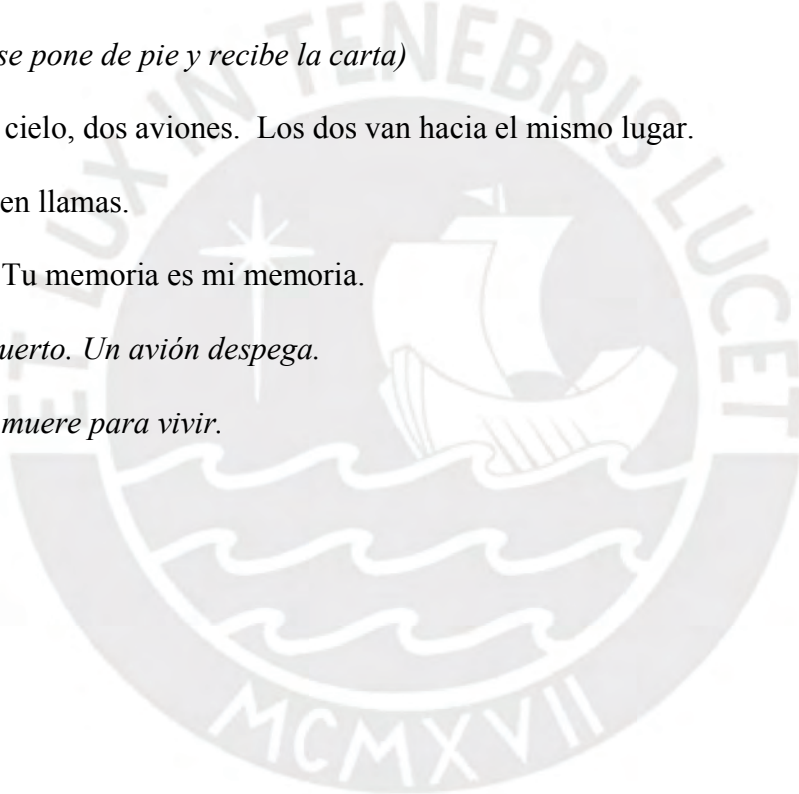 se pone de pie y recibe la carta)
cielo, dos aviones. Los dos van hacia el mismo lugar.
en llamas.
Tu memoria es mi memoria.
uerto. Un avión despega.
muere para vivir.
ET LUX IN TENEBRIS LUCET
MCMXVII